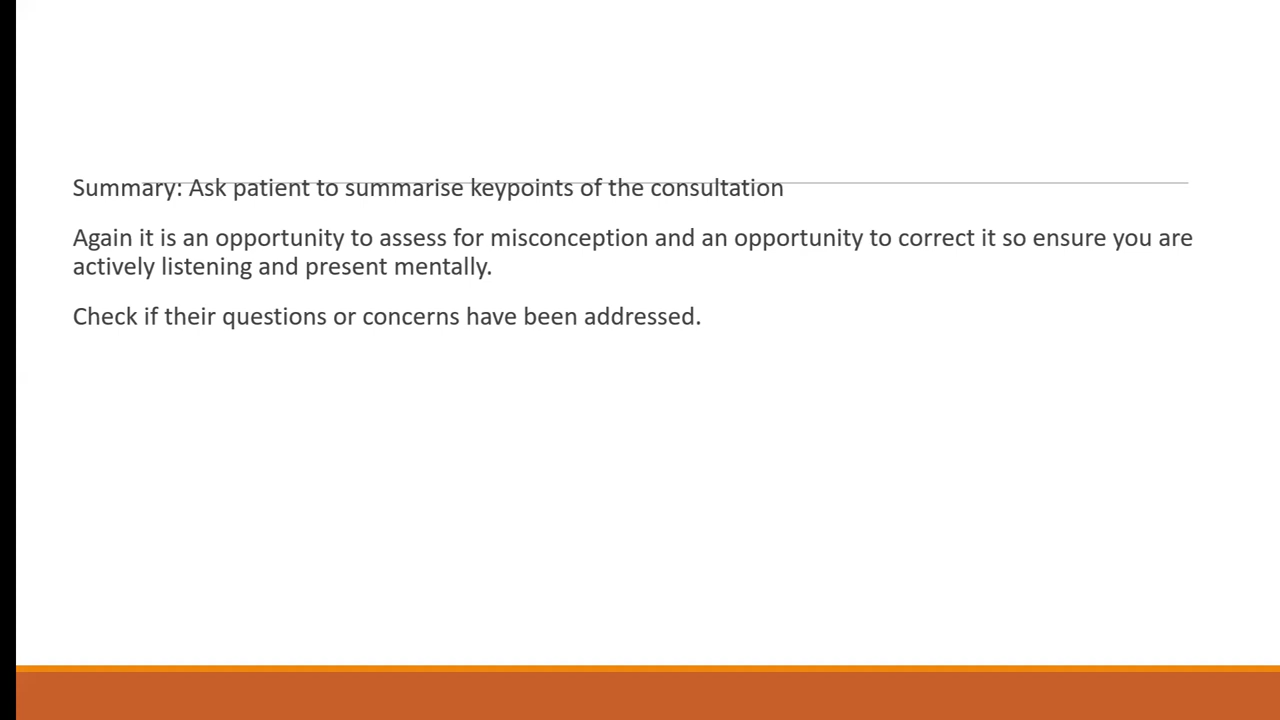 Summary: Ask patient to summarise keypoints of the consultation
Again it is an opportunity to assess for misconception and an opportunity to correct it so ensure you are
actively listening and present mentally.
Check if their questions or concerns have been addressed.